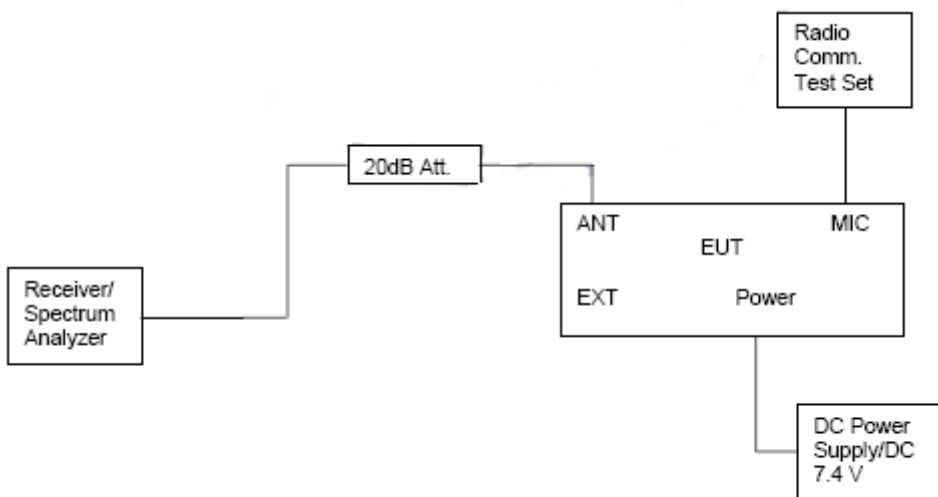 Radio
Comm.
Test Set
20dB Att.
ANT
MIC
EUT
EXT
Power
Receiver/
Spectrum
Analyzer
DC Power
Supply/DC
7.4 V